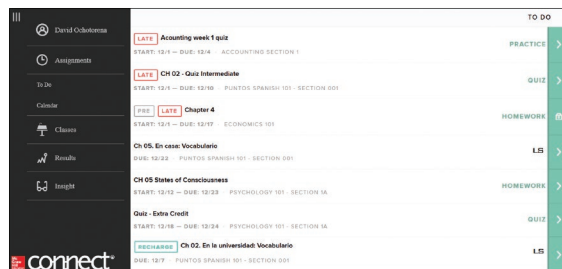 TO DO
David Ochotorena
Assignments
To Do
Calendar
Classes
Results
Insight
Mc Graw Hill Education connect®
LATE Acounting week 1 quiz
START: 12/1 — DUE: 12/4 · ACCOUNTING SECTION 1
PRACTICE
LATE CH 02 - Quiz Intermediate
START: 12/1 — DUE: 12/10 · PUNTOS SPANISH 101 - SECTION 001
QUIZ
PRE LATE Chapter 4
START: 12/1 — DUE: 12/17 · ECONOMICS 101
HOMEWORK
Ch 05. En casa: Vocabulario
DUE: 12/22 · PUNTOS SPANISH 101 - SECTION 001
LS
CH 05 States of Consciousness
START: 12/12 — DUE: 12/23 · PSYCHOLOGY 101 - SECTION 1A
HOMEWORK
Quiz - Extra Credit
START: 12/18 — DUE: 12/24 · PSYCHOLOGY 101 - SECTION 1A
QUIZ
RECHARGE Ch 02. En la universidad: Vocabulario
DUE: 12/7 · PUNTOS SPANISH 101 - SECTION 001
LS